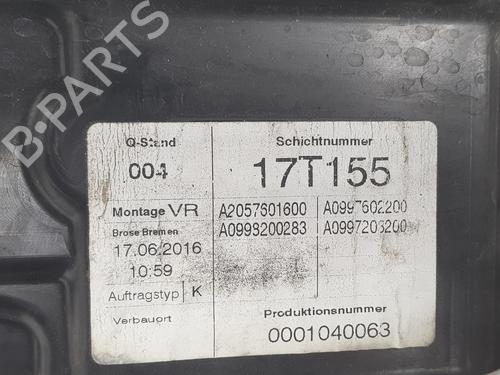 B-PARTS
Q-Stand
004
Schichtnummer
17T155
Montage VR
Brose Bremen
17.06.2016
10:59
A2057601600 A0997602200
A0998200283 A0997203200
Auftragstyp K
Verbauort
Produktionsnummer
0001040063